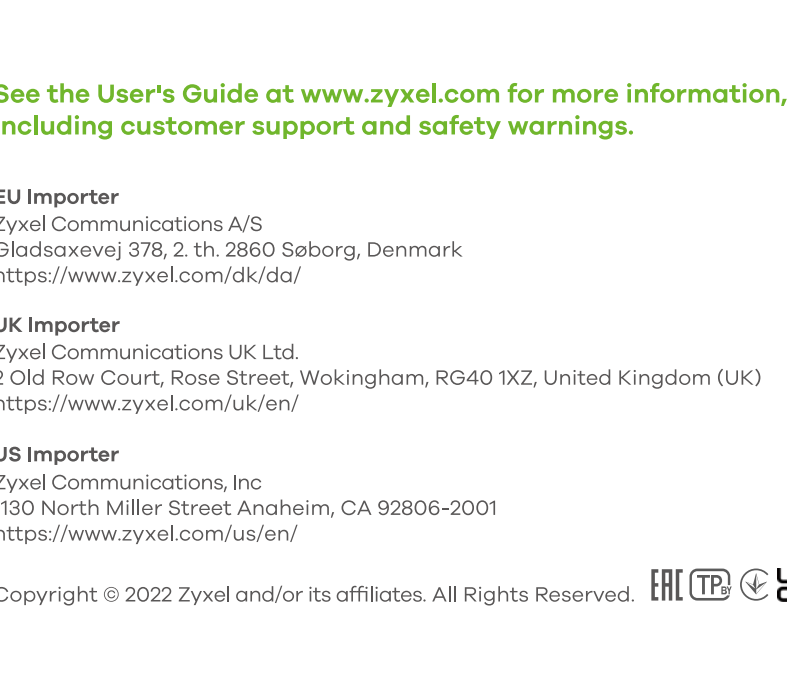 See the User's Guide at www.zyxel.com for more information,
including customer support and safety warnings.
EU Importer
Zyxel Communications A/S
Gladsaxevej 378, 2. th. 2860 Søborg, Denmark
https://www.zyxel.com/dk/da/
UK Importer
Zyxel Communications UK Ltd.
2 Old Row Court, Rose Street, Wokingham, RG40 1XZ, United Kingdom (UK)
https://www.zyxel.com/uk/en/
US Importer
Zyxel Communications, Inc
1130 North Miller Street Anaheim, CA 92806-2001
https://www.zyxel.com/us/en/
Copyright © 2022 Zyxel and/or its affiliates. All Rights Reserved. EAC TP BY